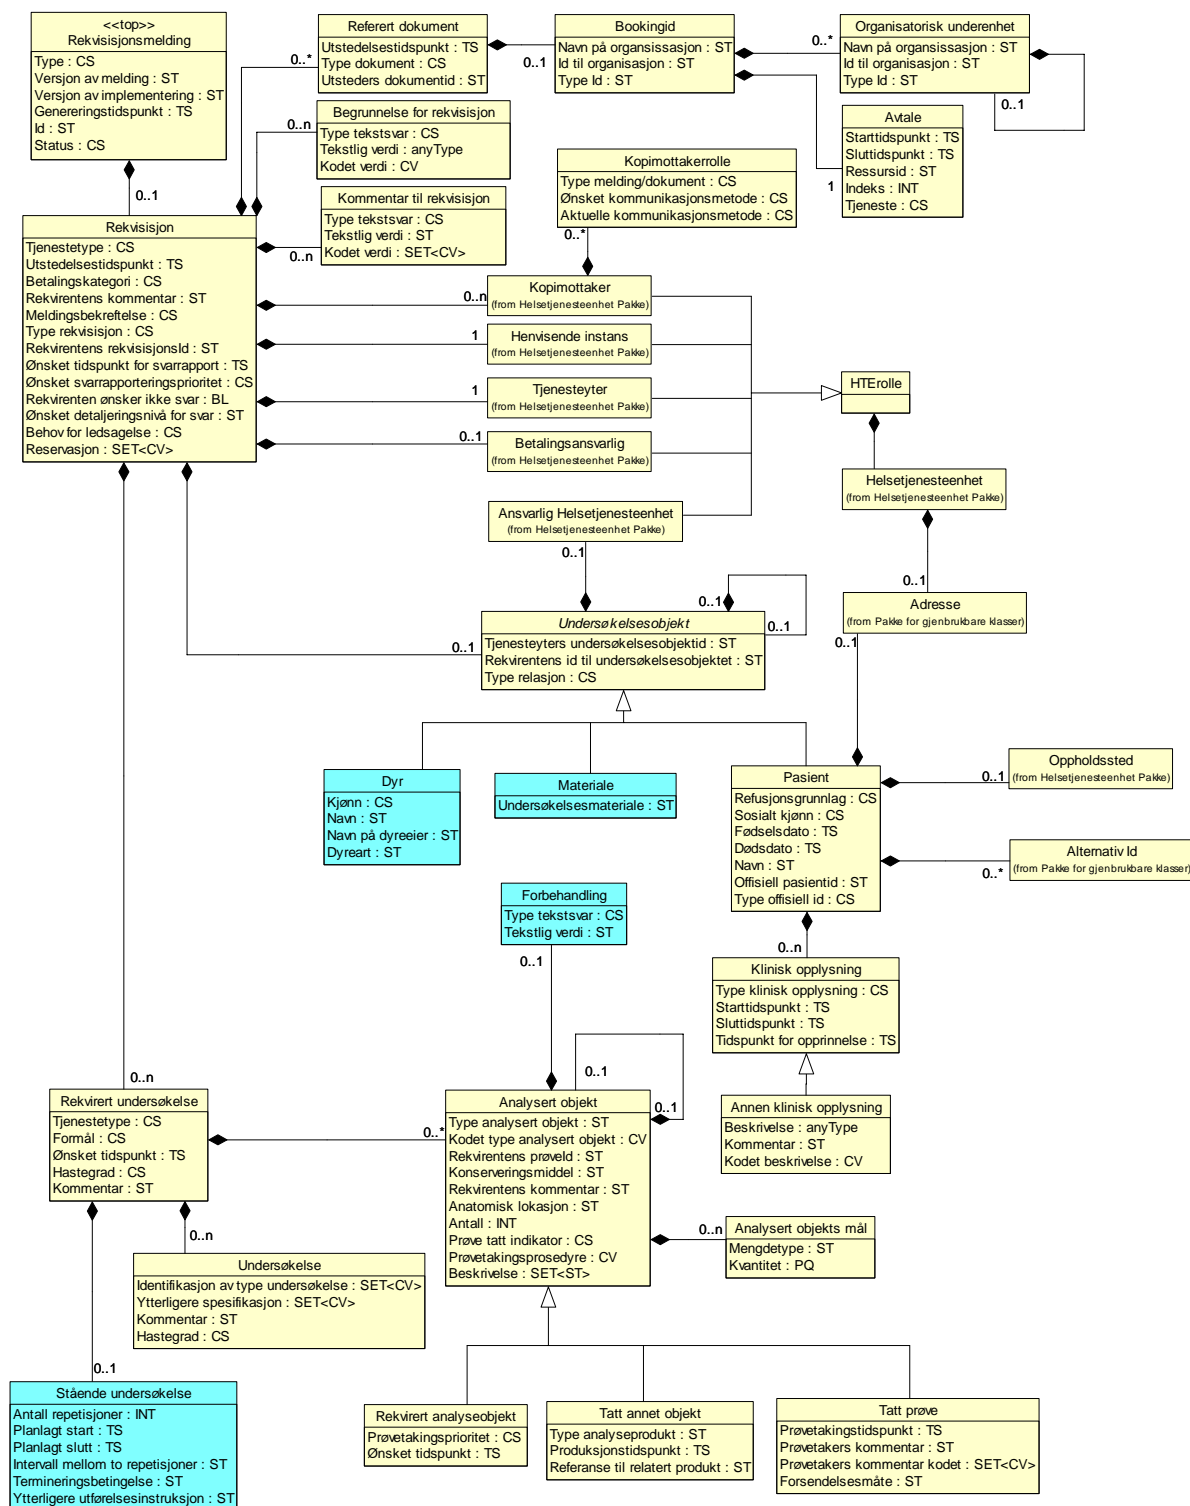 <<top>>
Rekvisisjonsmelding
Type : CS
Versjon av melding : ST
Versjon av implementering : ST
Genereringstidspunkt : TS
Id : ST
Status : CS
0..1
Referert dokument
Utstedelsestidspunkt : TS
Type dokument : CS
Utsteders dokumentid : ST
0..*
0..1
Bookingid
Navn på organsissasjon : ST
Id til organisasjon : ST
Type Id : ST
0..*
Organisatorisk underenhet
Navn på organsissasjon : ST
Id til organisasjon : ST
Type Id : ST
0..1
Avtale
Starttidspunkt : TS
Sluttidspunkt : TS
Ressursid : ST
Indeks : INT
Tjeneste : CS
1
Begrunnelse for rekvisisjon
Type tekstsvar : CS
Tekstlig verdi : anyType
Kodet verdi : CV
0..n
Kommentar til rekvisisjon
Type tekstsvar : CS
Tekstlig verdi : ST
Kodet verdi : SET<CV>
0..n
Kopimottakerrolle
Type melding/dokument : CS
Ønsket kommunikasjonsmetode : CS
Aktuelle kommunikasjonsmetode : CS
0..*
Rekvisisjon
Tjenestetype : CS
Utstedelsestidspunkt : TS
Betalingskategori : CS
Rekvirentens kommentar : ST
Meldingsbekreftelse : CS
Type rekvisisjon : CS
Rekvirentens rekvisisjonsId : ST
Ønsket tidspunkt for svarrapport : TS
Ønsket svarrapporteringsprioritet : CS
Rekvirenten ønsker ikke svar : BL
Ønsket detaljeringsnivå for svar : ST
Behov for ledsagelse : CS
Reservasjon : SET<CV>
0..n
Kopimottaker
(from Helsetjenesteenhet Pakke)
1
Henvisende instans
(from Helsetjenesteenhet Pakke)
1
Tjenesteyter
(from Helsetjenesteenhet Pakke)
0..1
Betalingsansvarlig
(from Helsetjenesteenhet Pakke)
Ansvarlig Helsetjenesteenhet
(from Helsetjenesteenhet Pakke)
0..1
HTErolle
Helsetjenesteenhet
(from Helsetjenesteenhet Pakke)
0..1
Adresse
(from Pakke for gjenbrukbare klasser)
0..1
Undersøkelsesobjekt
Tjenesteyters undersøkelsesobjektid : ST
Rekvirentens id til undersøkelsesobjektet : ST
Type relasjon : CS
0..1
0..1
0..1
Dyr
Kjønn : CS
Navn : ST
Navn på dyreeier : ST
Dyreart : ST
Materiale
Undersøkelsesmateriale : ST
Pasient
Refusjonsgrunnlag : CS
Sosialt kjønn : CS
Fødselsdato : TS
Dødsdato : TS
Navn : ST
Offisiell pasientid : ST
Type offisiell id : CS
0..1
Oppholdssted
(from Helsetjenesteenhet Pakke)
0..*
Alternativ Id
(from Pakke for gjenbrukbare klasser)
0..n
Klinisk opplysning
Type klinisk opplysning : CS
Starttidspunkt : TS
Sluttidspunkt : TS
Tidspunkt for opprinnelse : TS
Annen klinisk opplysning
Beskrivelse : anyType
Kommentar : ST
Kodet beskrivelse : CV
Forbehandling
Type tekstsvar : CS
Tekstlig verdi : ST
0..1
0..n
Rekvirert undersøkelse
Tjenestetype : CS
Formål : CS
Ønsket tidspunkt : TS
Hastegrad : CS
Kommentar : ST
0..*
Analysert objekt
Type analysert objekt : ST
Kodet type analysert objekt : CV
Rekvirentens prøveId : ST
Konserveringsmiddel : ST
Rekvirentens kommentar : ST
Anatomisk lokasjon : ST
Antall : INT
Prøve tatt indikator : CS
Prøvetakingsprosedyre : CV
Beskrivelse : SET<ST>
0..1
0..1
0..n
Analysert objekts mål
Mengdetype : ST
Kvantitet : PQ
0..n
Undersøkelse
Identifikasjon av type undersøkelse : SET<CV>
Ytterligere spesifikasjon : SET<CV>
Kommentar : ST
Hastegrad : CS
0..1
Stående undersøkelse
Antall repetisjoner : INT
Planlagt start : TS
Planlagt slutt : TS
Intervall mellom to repetisjoner : ST
Termineringsbetingelse : ST
Ytterligere utførelsesinstruksjon : ST
Rekvirert analyseobjekt
Prøvetakingsprioritet : CS
Ønsket tidspunkt : TS
Tatt annet objekt
Type analyseprodukt : ST
Produksjonstidspunkt : TS
Referanse til relatert produkt : ST
Tatt prøve
Prøvetakingstidspunkt : TS
Prøvetakers kommentar : ST
Prøvetakers kommentar kodet : SET<CV>
Forsendelsesmåte : ST